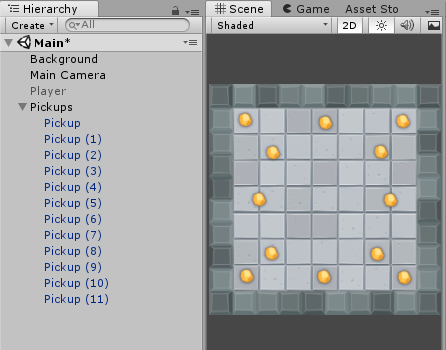 Hierarchy
Create All
Main*
Background
Main Camera
Player
Pickups
Pickup
Pickup (1)
Pickup (2)
Pickup (3)
Pickup (4)
Pickup (5)
Pickup (6)
Pickup (7)
Pickup (8)
Pickup (9)
Pickup (10)
Pickup (11)
Scene Game Asset Sto
Shaded 2D